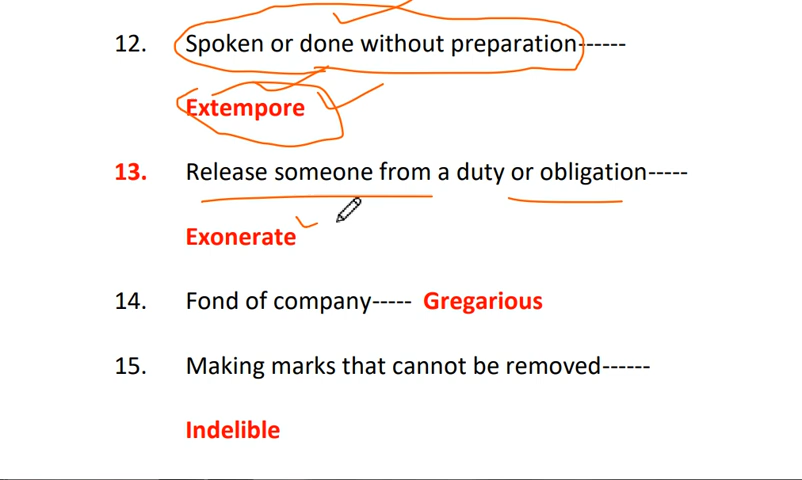 12. Spoken or done without preparation------
Extempore
13. Release someone from a duty or obligation-----
Exonerate
14. Fond of company----- Gregarious
15. Making marks that cannot be removed------
Indelible